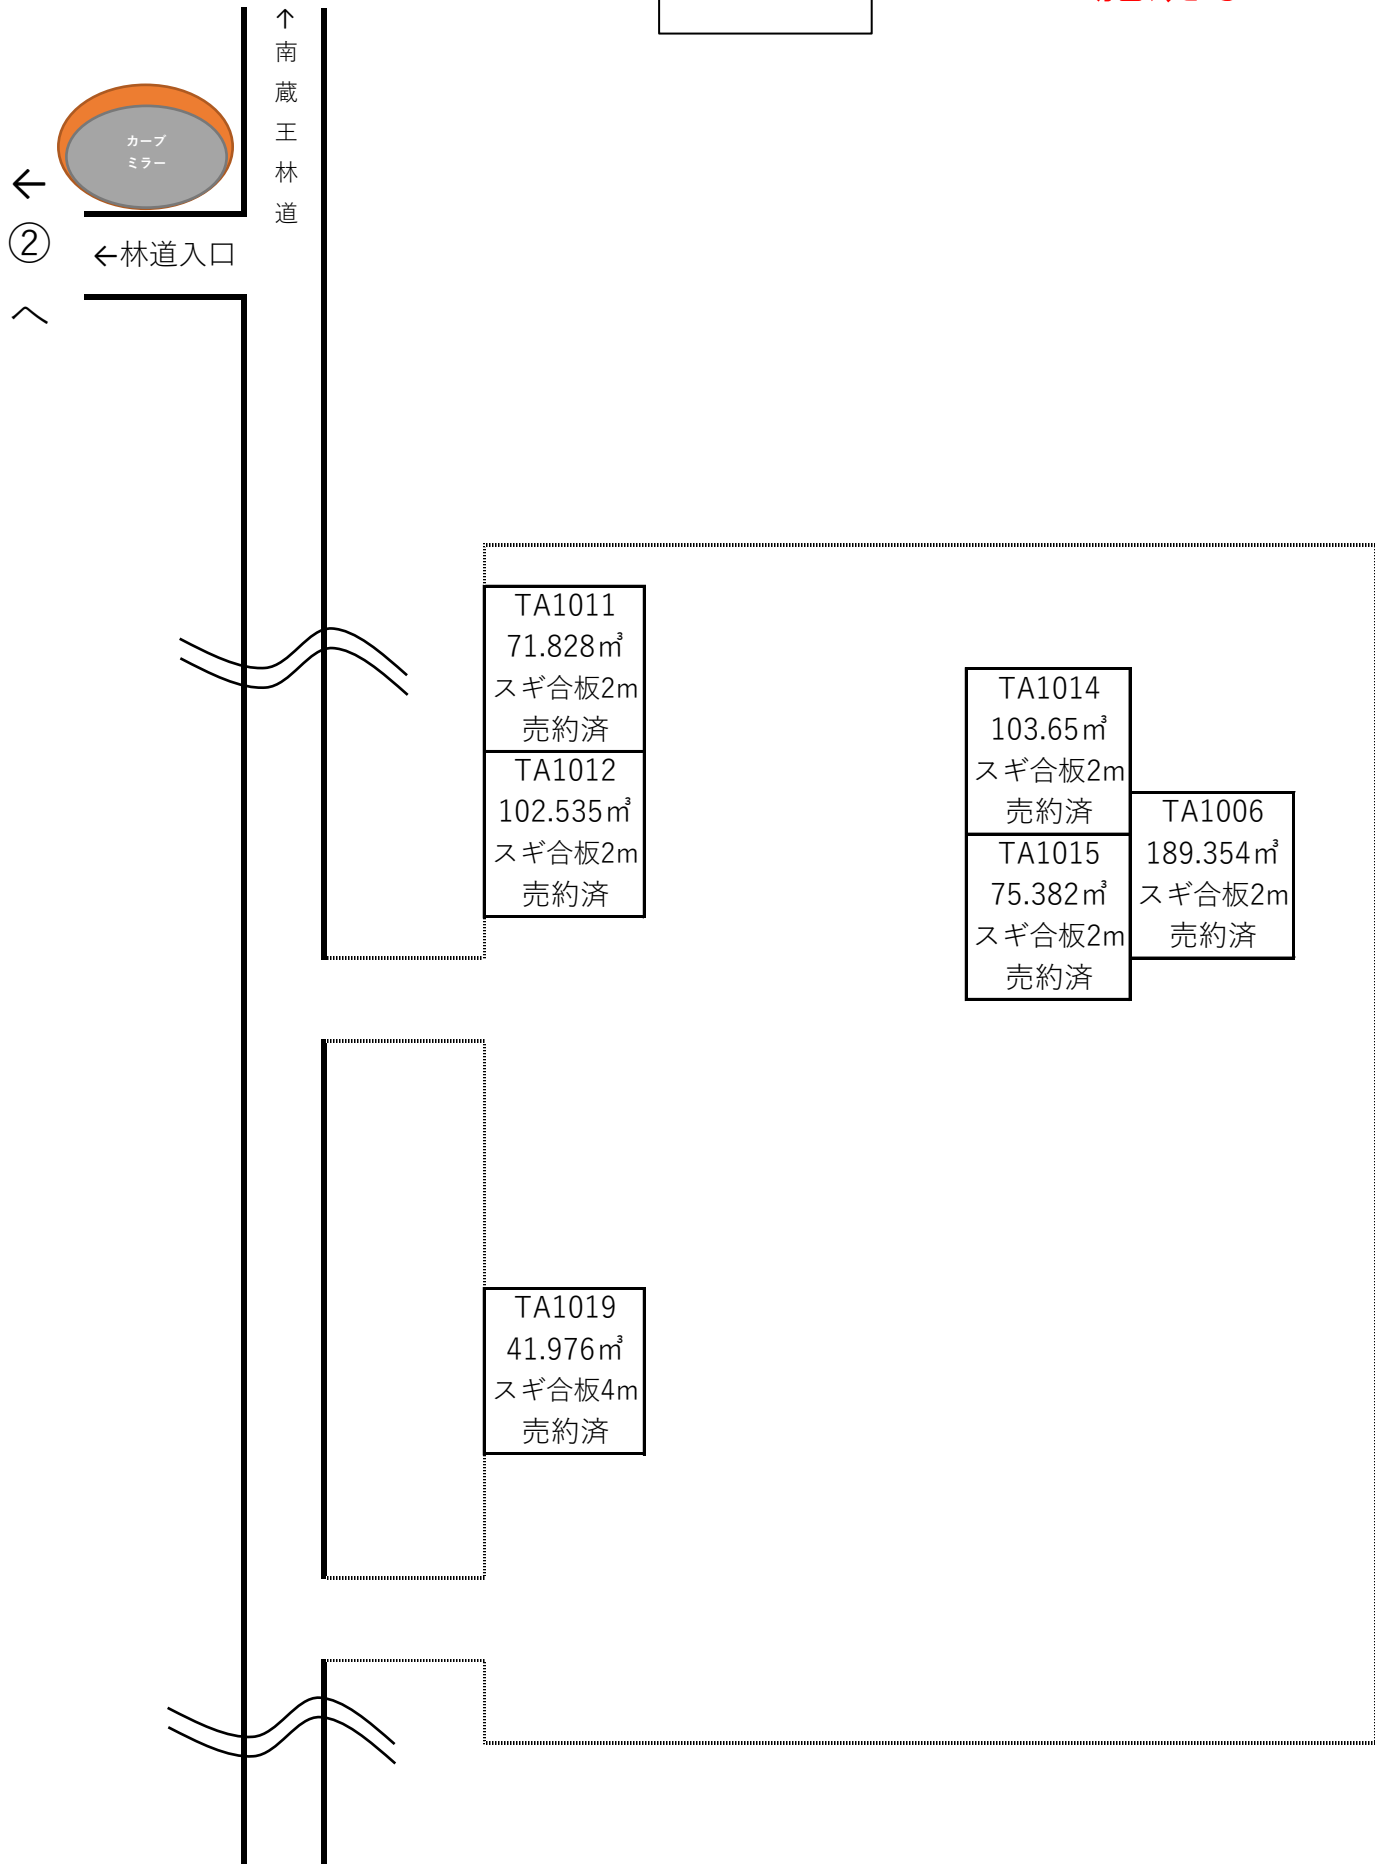 ↑南蔵王林道
カーブ
ミラー
←②へ
←林道入口
TA1011
71.828㎥
スギ合板2m
売約済
TA1012
102.535㎥
スギ合板2m
売約済
TA1014
103.65㎥
スギ合板2m
売約済
TA1015
75.382㎥
スギ合板2m
売約済
TA1006
189.354㎥
スギ合板2m
売約済
TA1019
41.976㎥
スギ合板4m
売約済